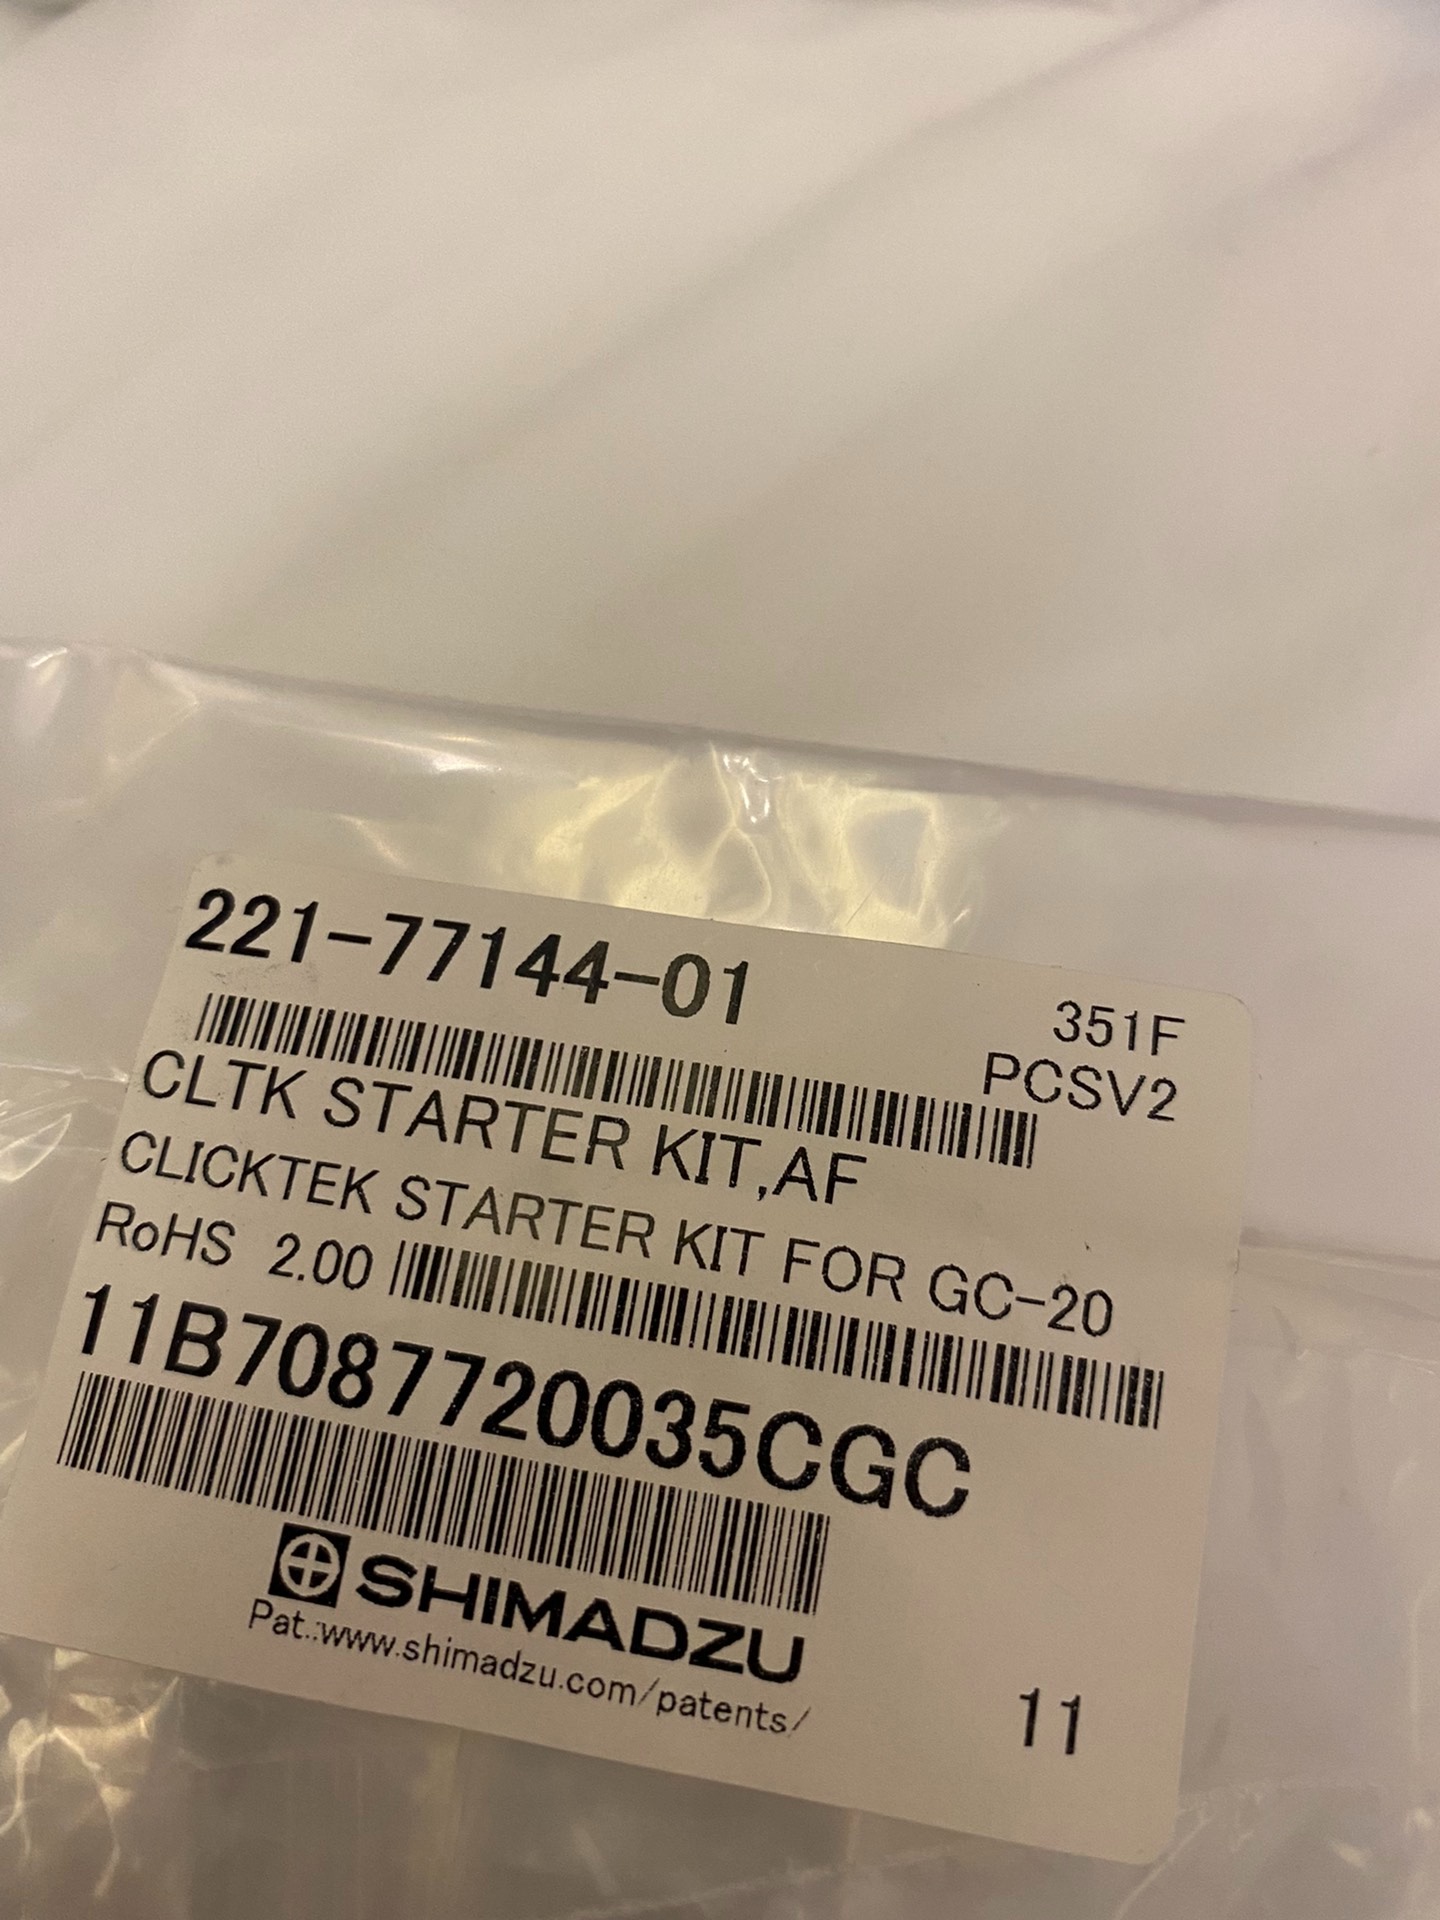 221-77144-01
351F
PCSV2
CLTK STARTER KIT,AF
CLICKTEK STARTER KIT FOR GC-20
RoHS 2.00
11B7087720035CGC
SHIMADZU
Pat.:www.shimadzu.com/patents/
11